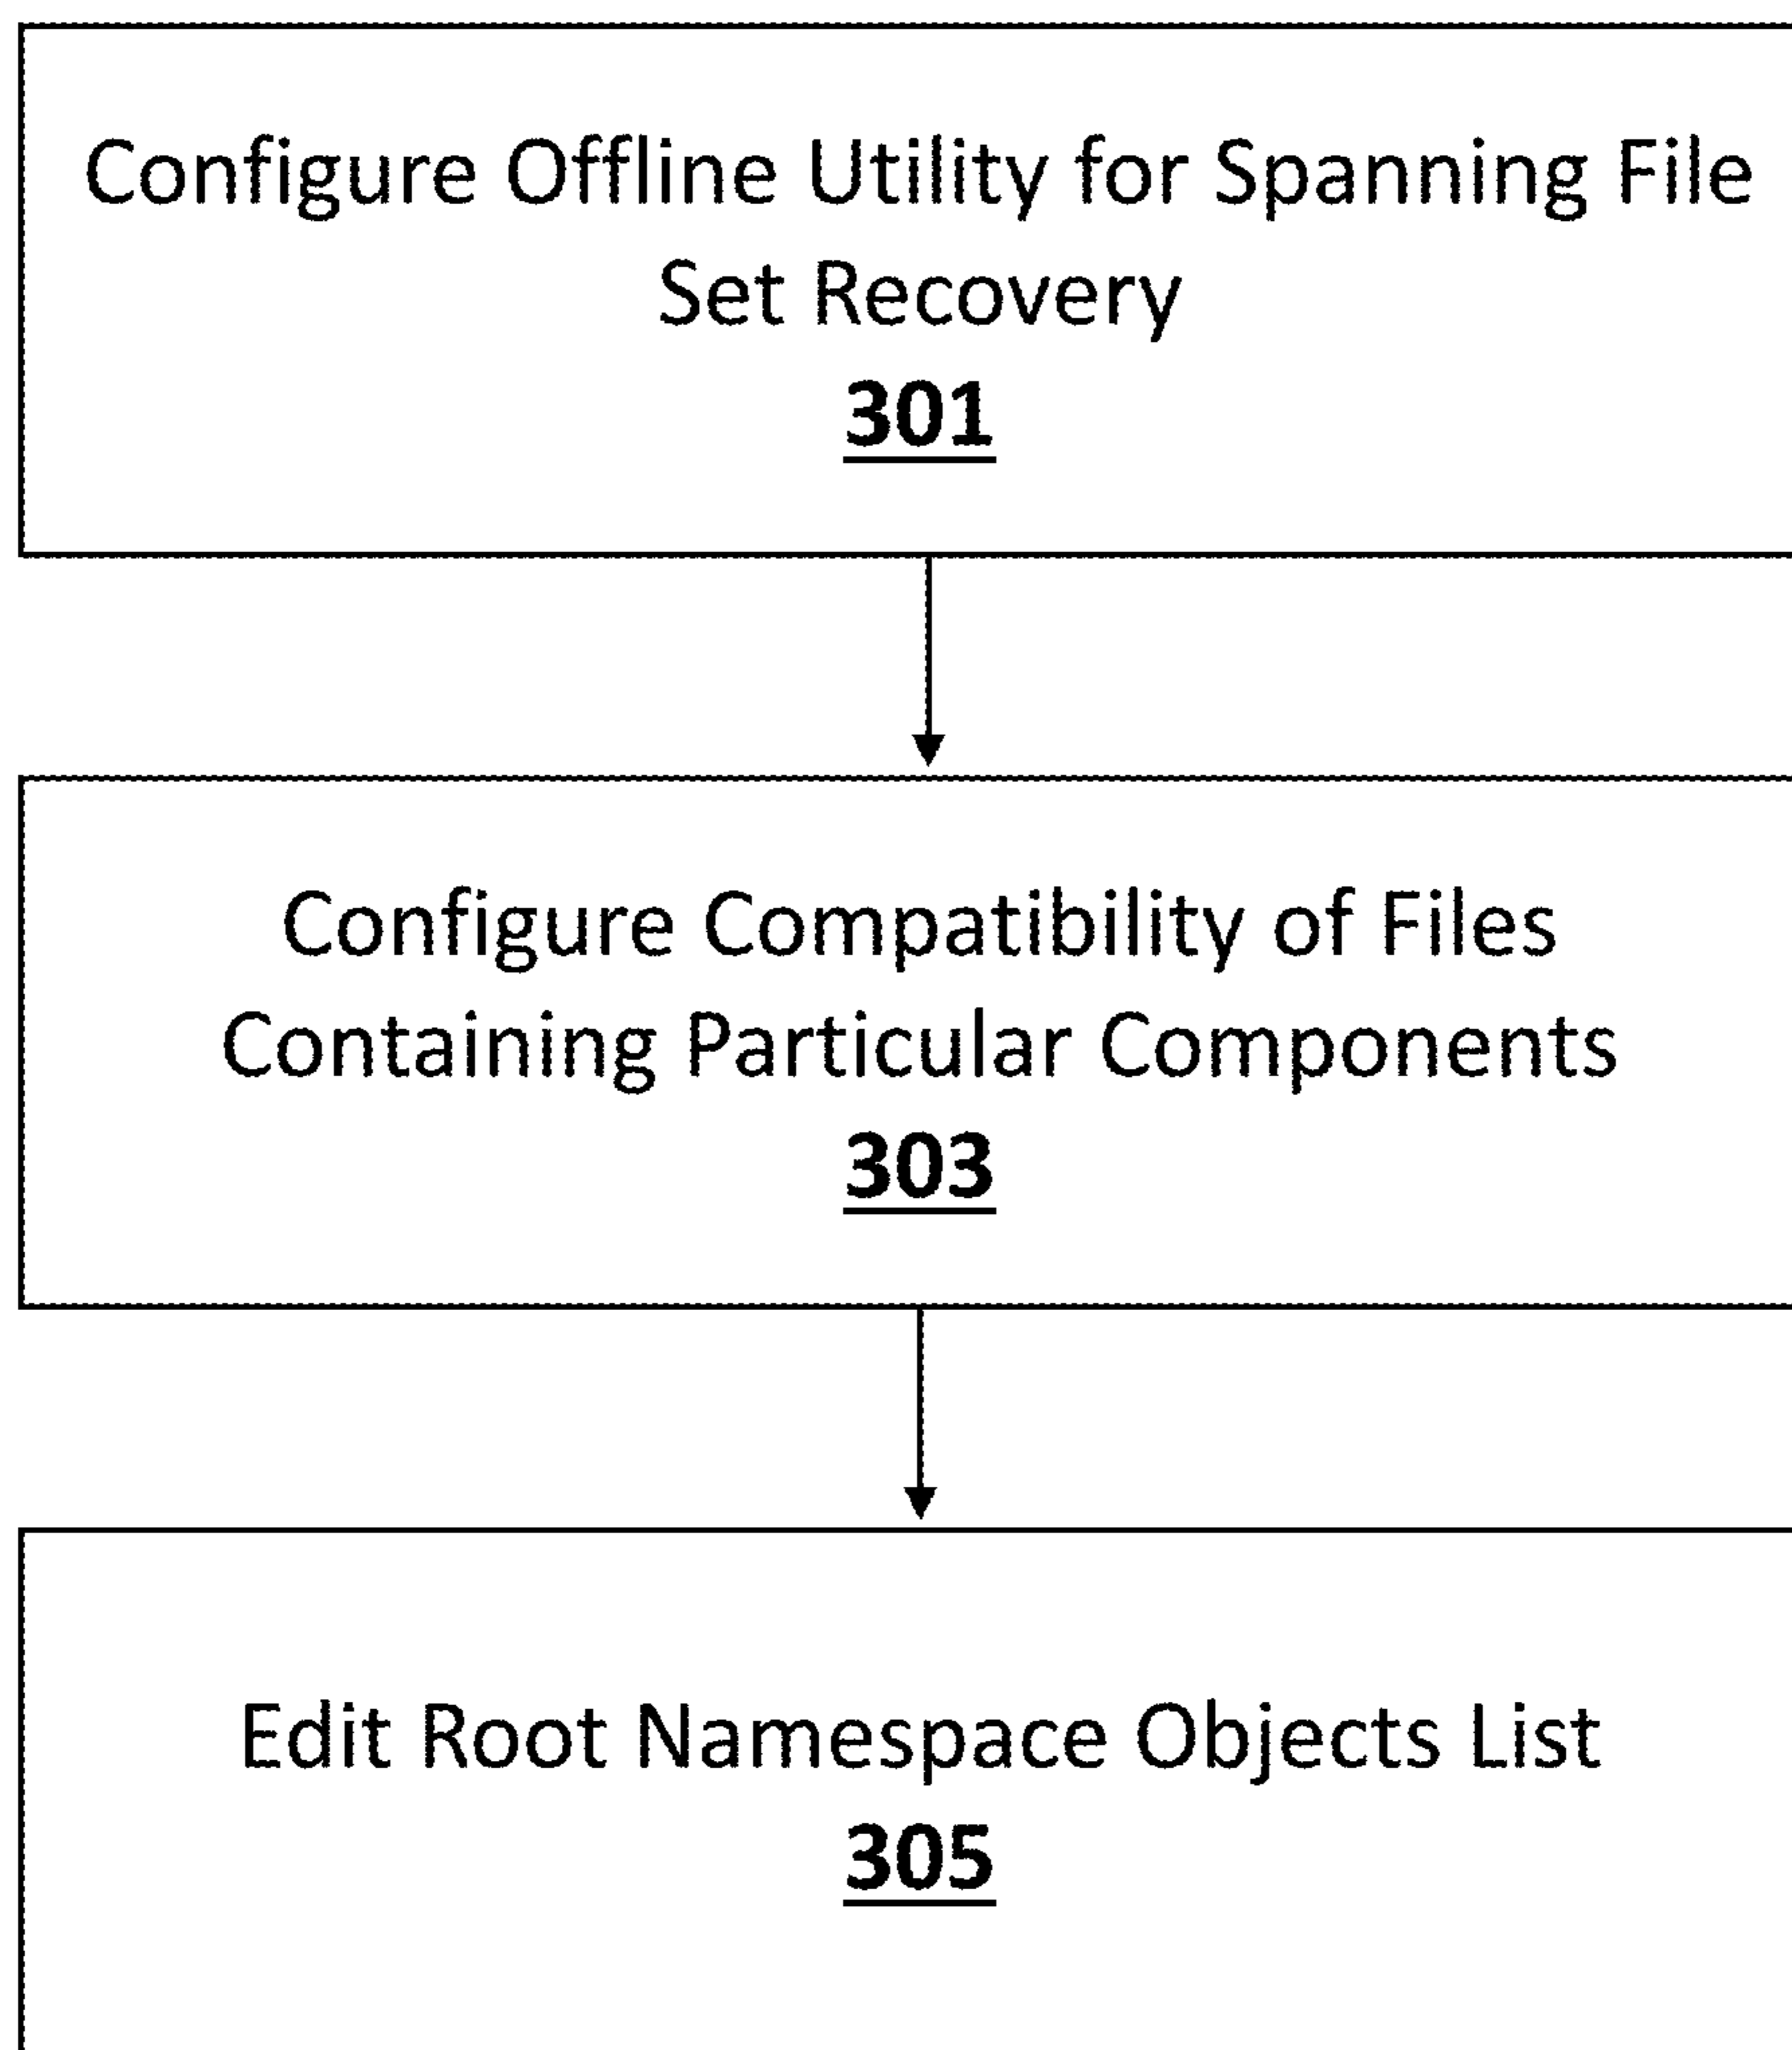 Configure Offline Utility for Spanning File
Set Recovery
301
Configure Compatibility of Files
Containing Particular Components
303
Edit Root Namespace Objects List
305